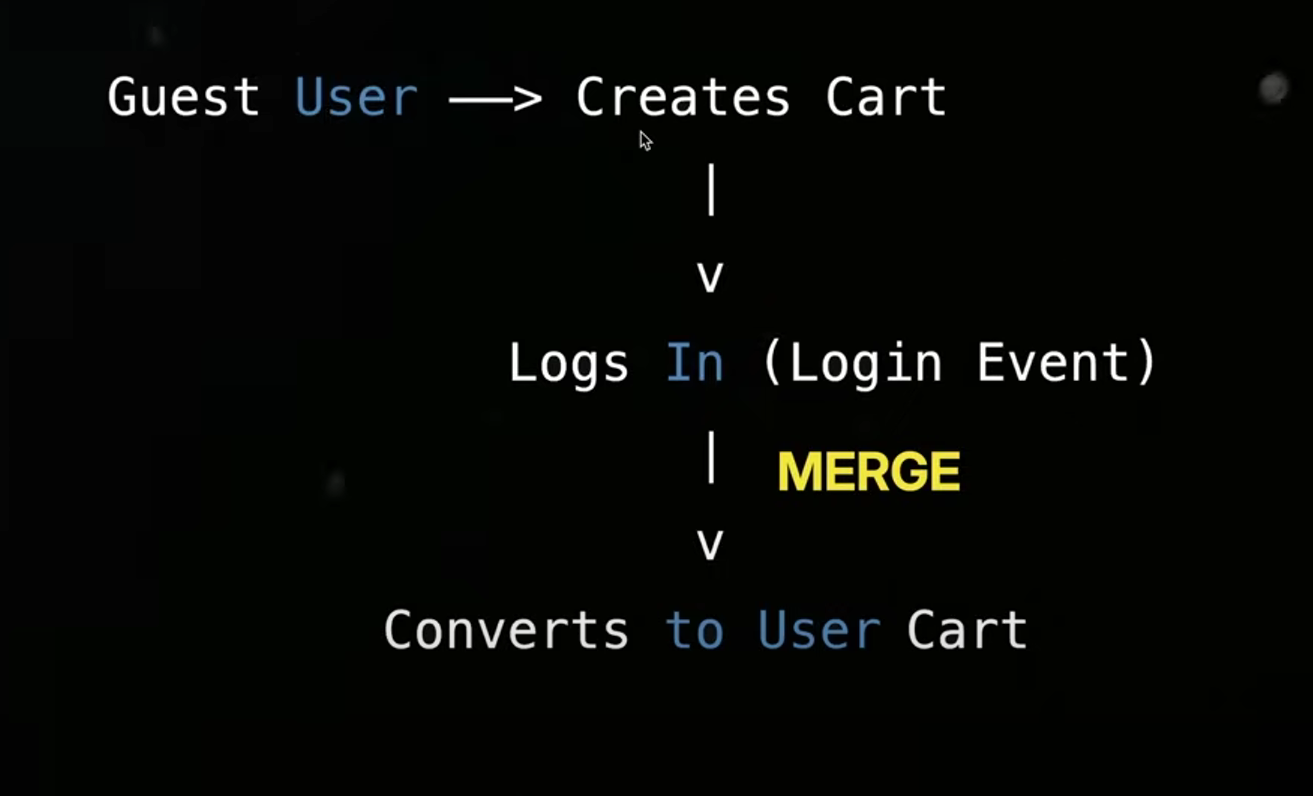 Guest User ——> Creates Cart
|
v
Logs In (Login Event)
| MERGE
v
Converts to User Cart